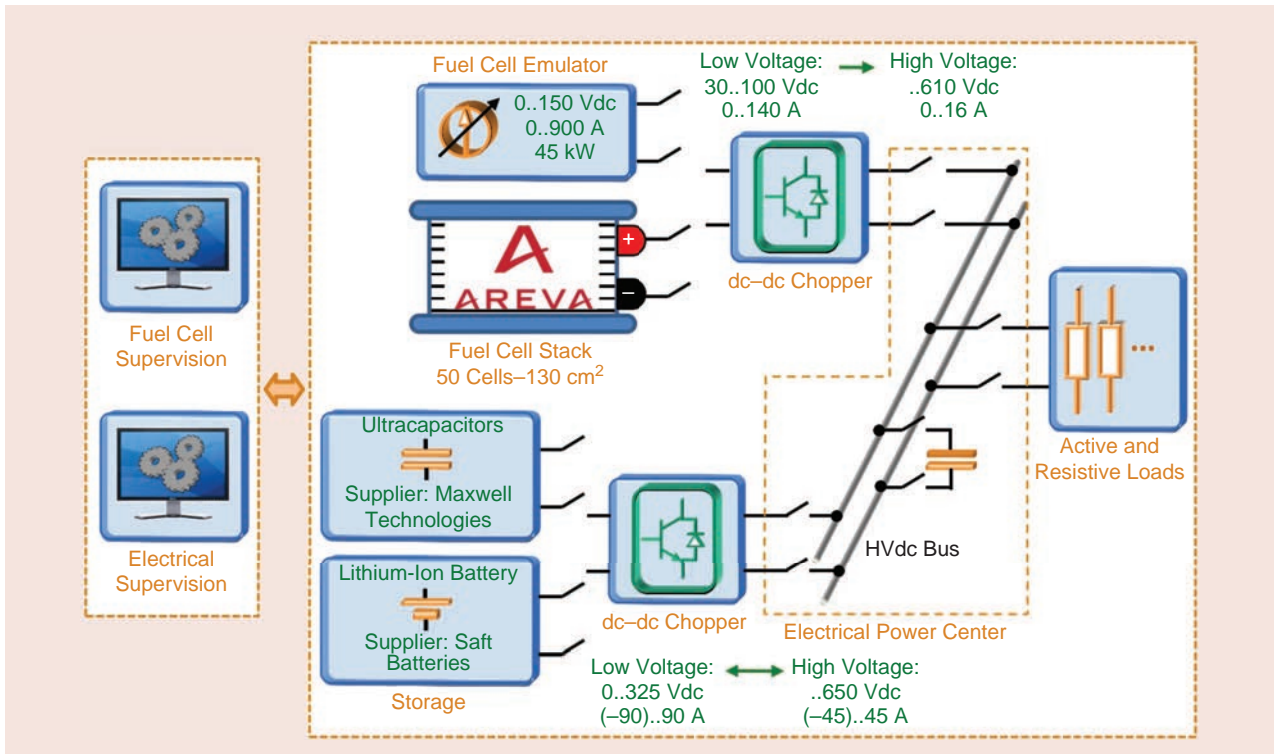 Fuel Cell Emulator
0..150 Vdc
0..900 A
45 kW
Low Voltage:
30..100 Vdc
0..140 A
High Voltage:
..610 Vdc
0..16 A
dc–dc Chopper
+
–
AREVA
Fuel Cell Stack
50 Cells–130 cm²
Fuel Cell
Supervision
Electrical
Supervision
Ultracapacitors
Supplier: Maxwell
Technologies
Lithium-Ion Battery
Supplier: Saft
Batteries
Storage
dc–dc Chopper
Low Voltage:
0..325 Vdc
(–90)..90 A
High Voltage:
..650 Vdc
(–45)..45 A
HVdc Bus
Electrical Power Center
...
Active and
Resistive Loads